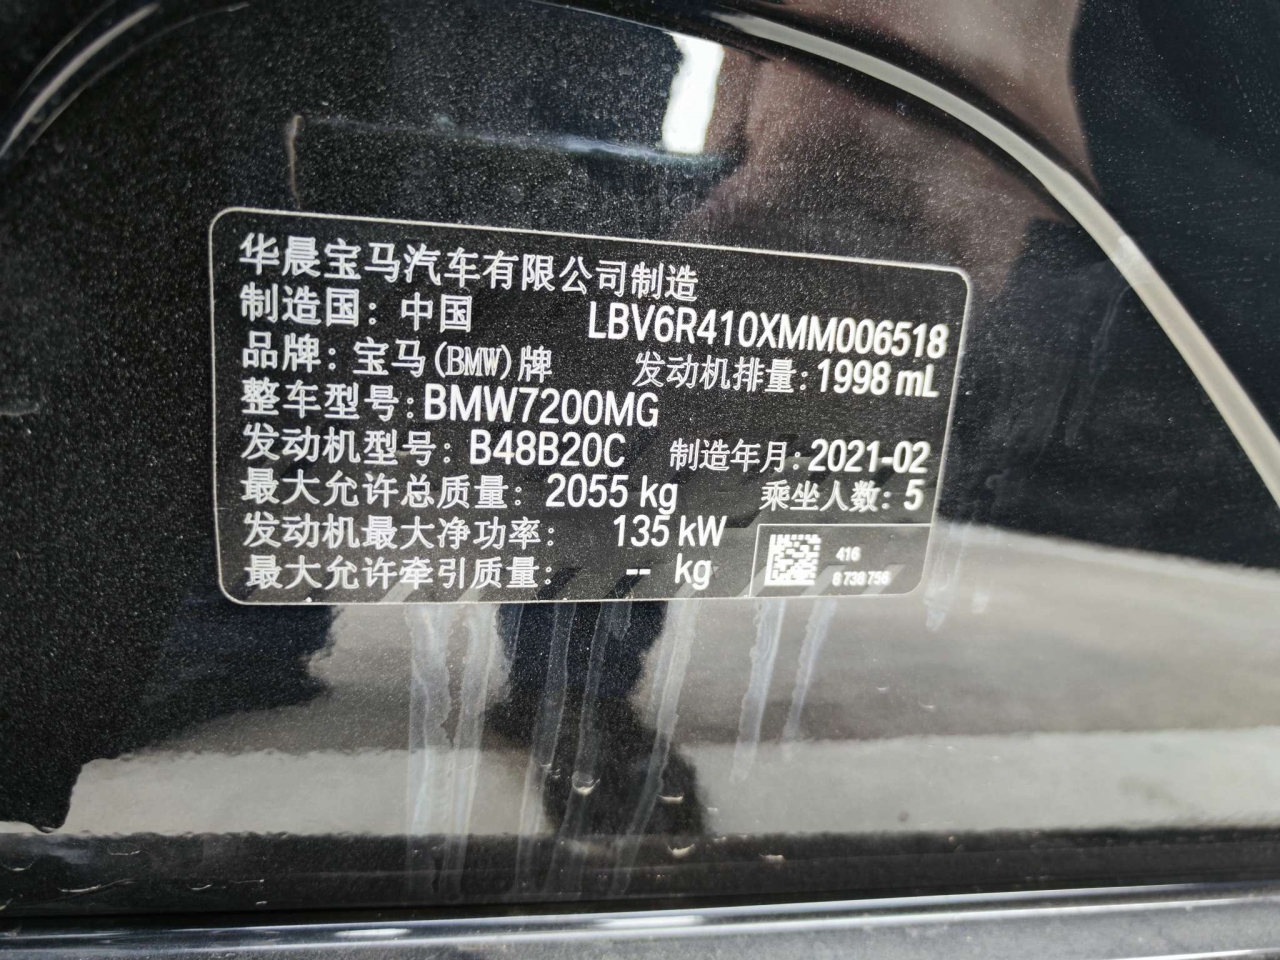 华晨宝马汽车有限公司制造
制造国：中国 LBV6R410XMM006518
品牌：宝马(BMW)牌 发动机排量：1998 mL
整车型号：BMW7200MG
发动机型号：B48B20C 制造年月：2021-02
最大允许总质量：2055 kg 乘坐人数：5
发动机最大净功率：135 kW
最大允许牵引质量：-- kg
416
8 738 756